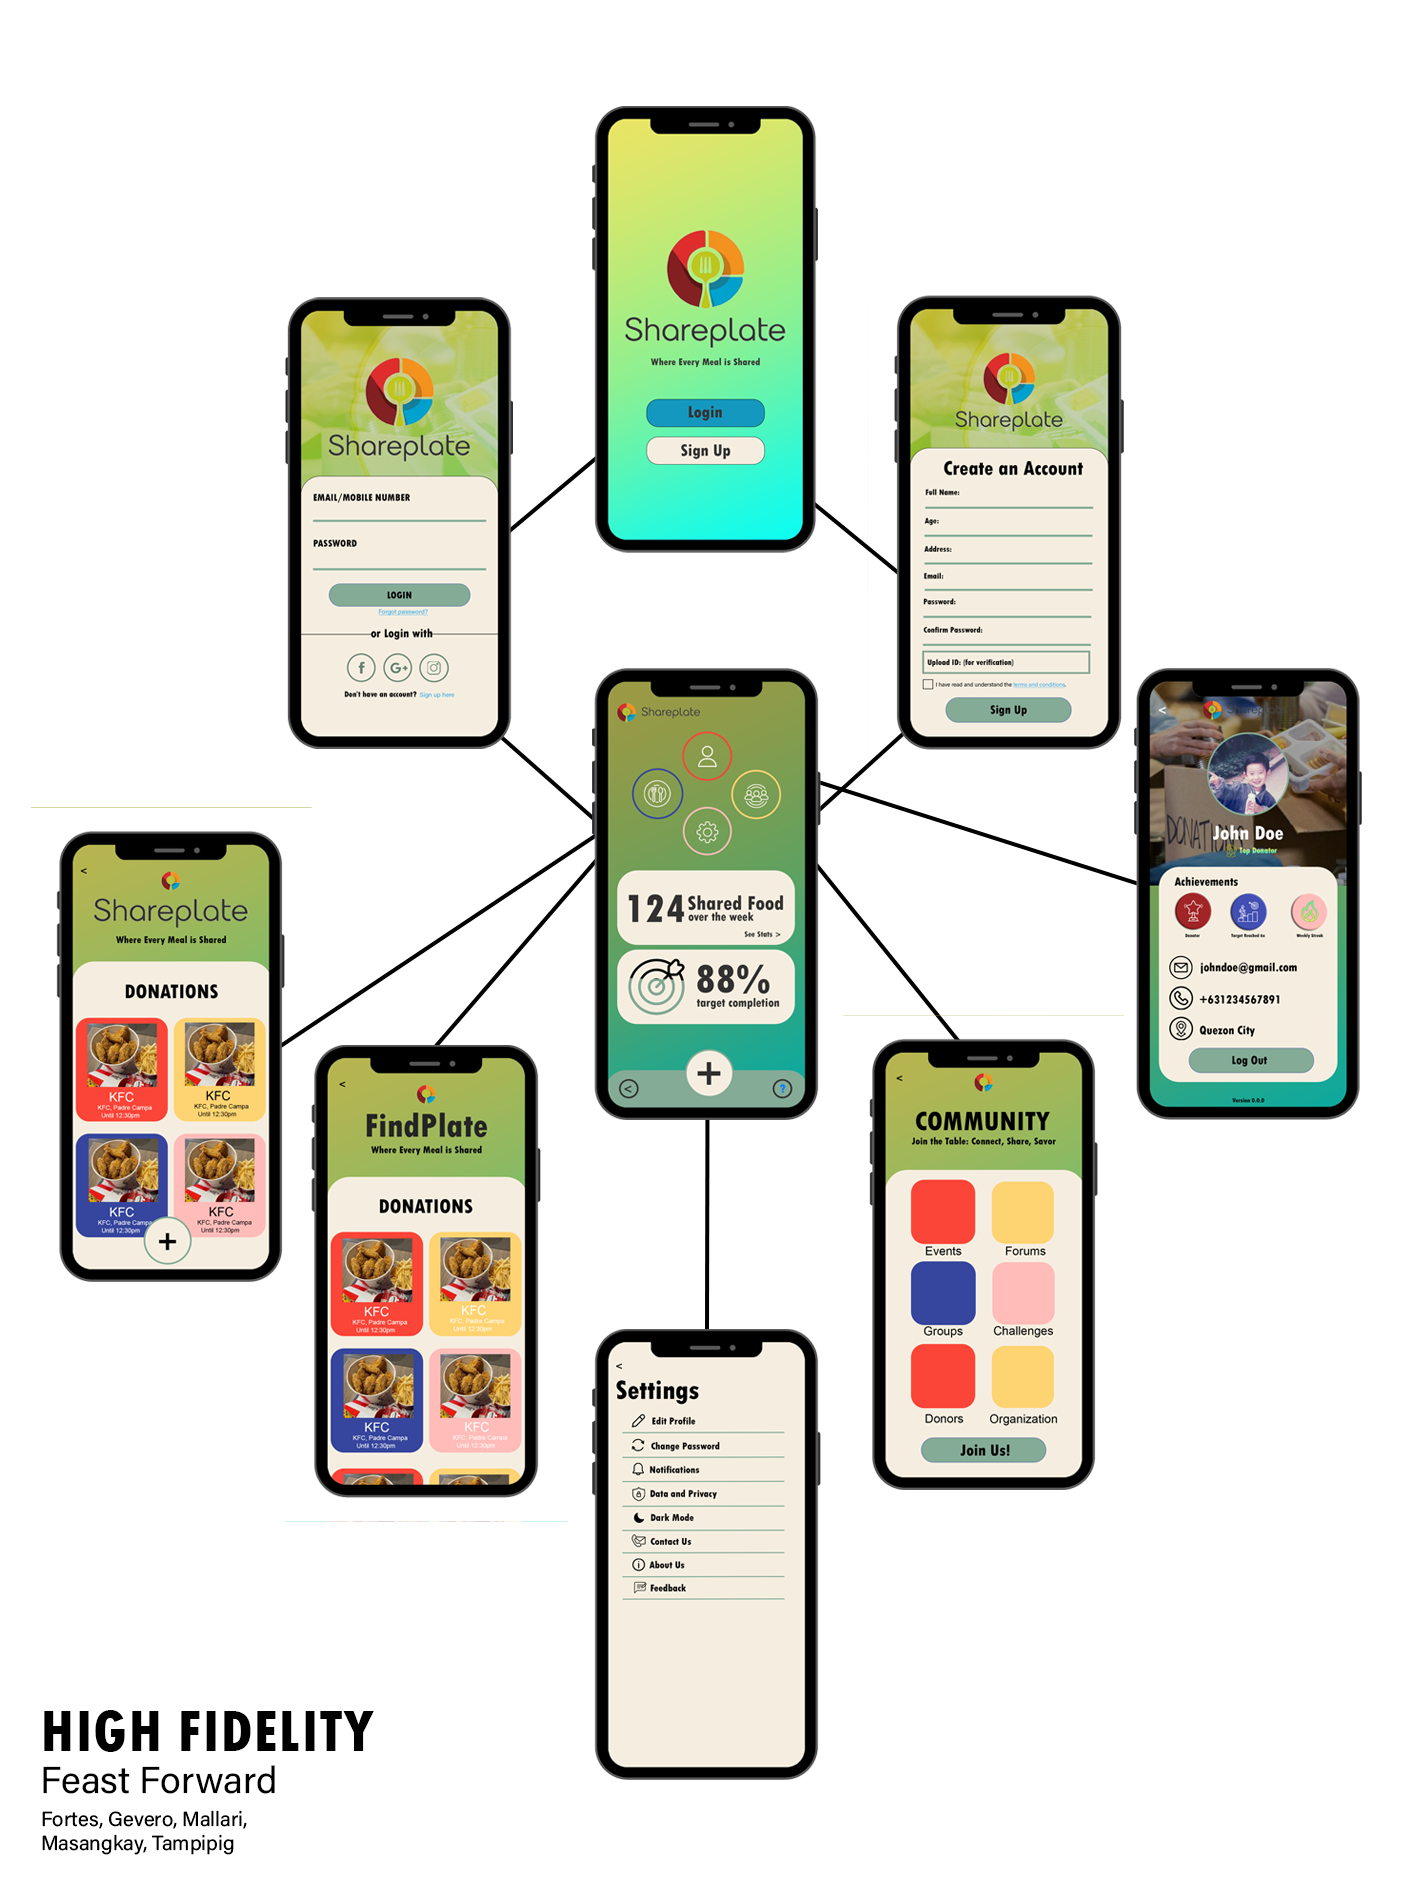 Shareplate
Where Every Meal is Shared
Login
Sign Up
Shareplate
EMAIL/MOBILE NUMBER
PASSWORD
LOGIN
Forgot password?
or Login with
f
G+
Don't have an account? Sign up here
Shareplate
Create an Account
Full Name:
Age:
Address:
Email:
Password:
Confirm Password:
Upload ID: (for verification)
I have read and understand the terms and conditions.
Sign Up
Shareplate
124 Shared Food
over the week
See Stats >
88%
target completion
+
<
?
<
Shareplate
DONATION
John Doe
Top Donator
Achievements
Donator
Target Reached 6x
Weekly Streak
johndoe@gmail.com
+631234567891
Quezon City
Log Out
Version 0.0.0
<
Shareplate
Where Every Meal is Shared
DONATIONS
KFC
KFC, Padre Campa
Until 12:30pm
KFC
KFC, Padre Campa
Until 12:30pm
KFC
KFC, Padre Campa
Until 12:30pm
KFC
KFC, Padre Campa
Until 12:30pm
+
<
FindPlate
Where Every Meal is Shared
DONATIONS
KFC
KFC, Padre Campa
Until 12:30pm
KFC
KFC, Padre Campa
Until 12:30pm
KFC
KFC, Padre Campa
Until 12:30pm
KFC
KFC, Padre Campa
Until 12:30pm
<
COMMUNITY
Join the Table: Connect, Share, Savor
Events
Forums
Groups
Challenges
Donors
Organization
Join Us!
<
Settings
Edit Profile
Change Password
Notifications
Data and Privacy
Dark Mode
Contact Us
About Us
Feedback
HIGH FIDELITY
Feast Forward
Fortes, Gevero, Mallari,
Masangkay, Tampipig